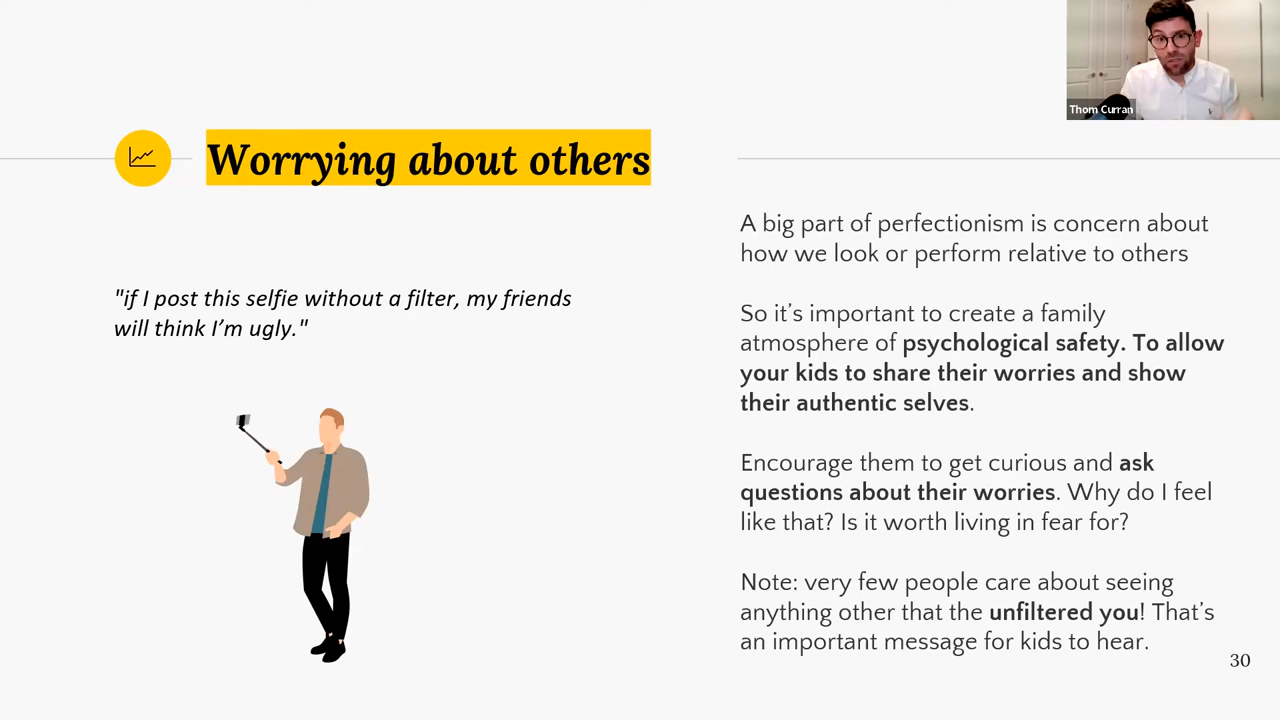 Thom Curran
Worrying about others
"if I post this selfie without a filter, my friends
will think I'm ugly."
A big part of perfectionism is concern about
how we look or perform relative to others
So it's important to create a family
atmosphere of psychological safety. To allow
your kids to share their worries and show
their authentic selves.
Encourage them to get curious and ask
questions about their worries. Why do I feel
like that? Is it worth living in fear for?
Note: very few people care about seeing
anything other that the unfiltered you! That's
an important message for kids to hear.
30